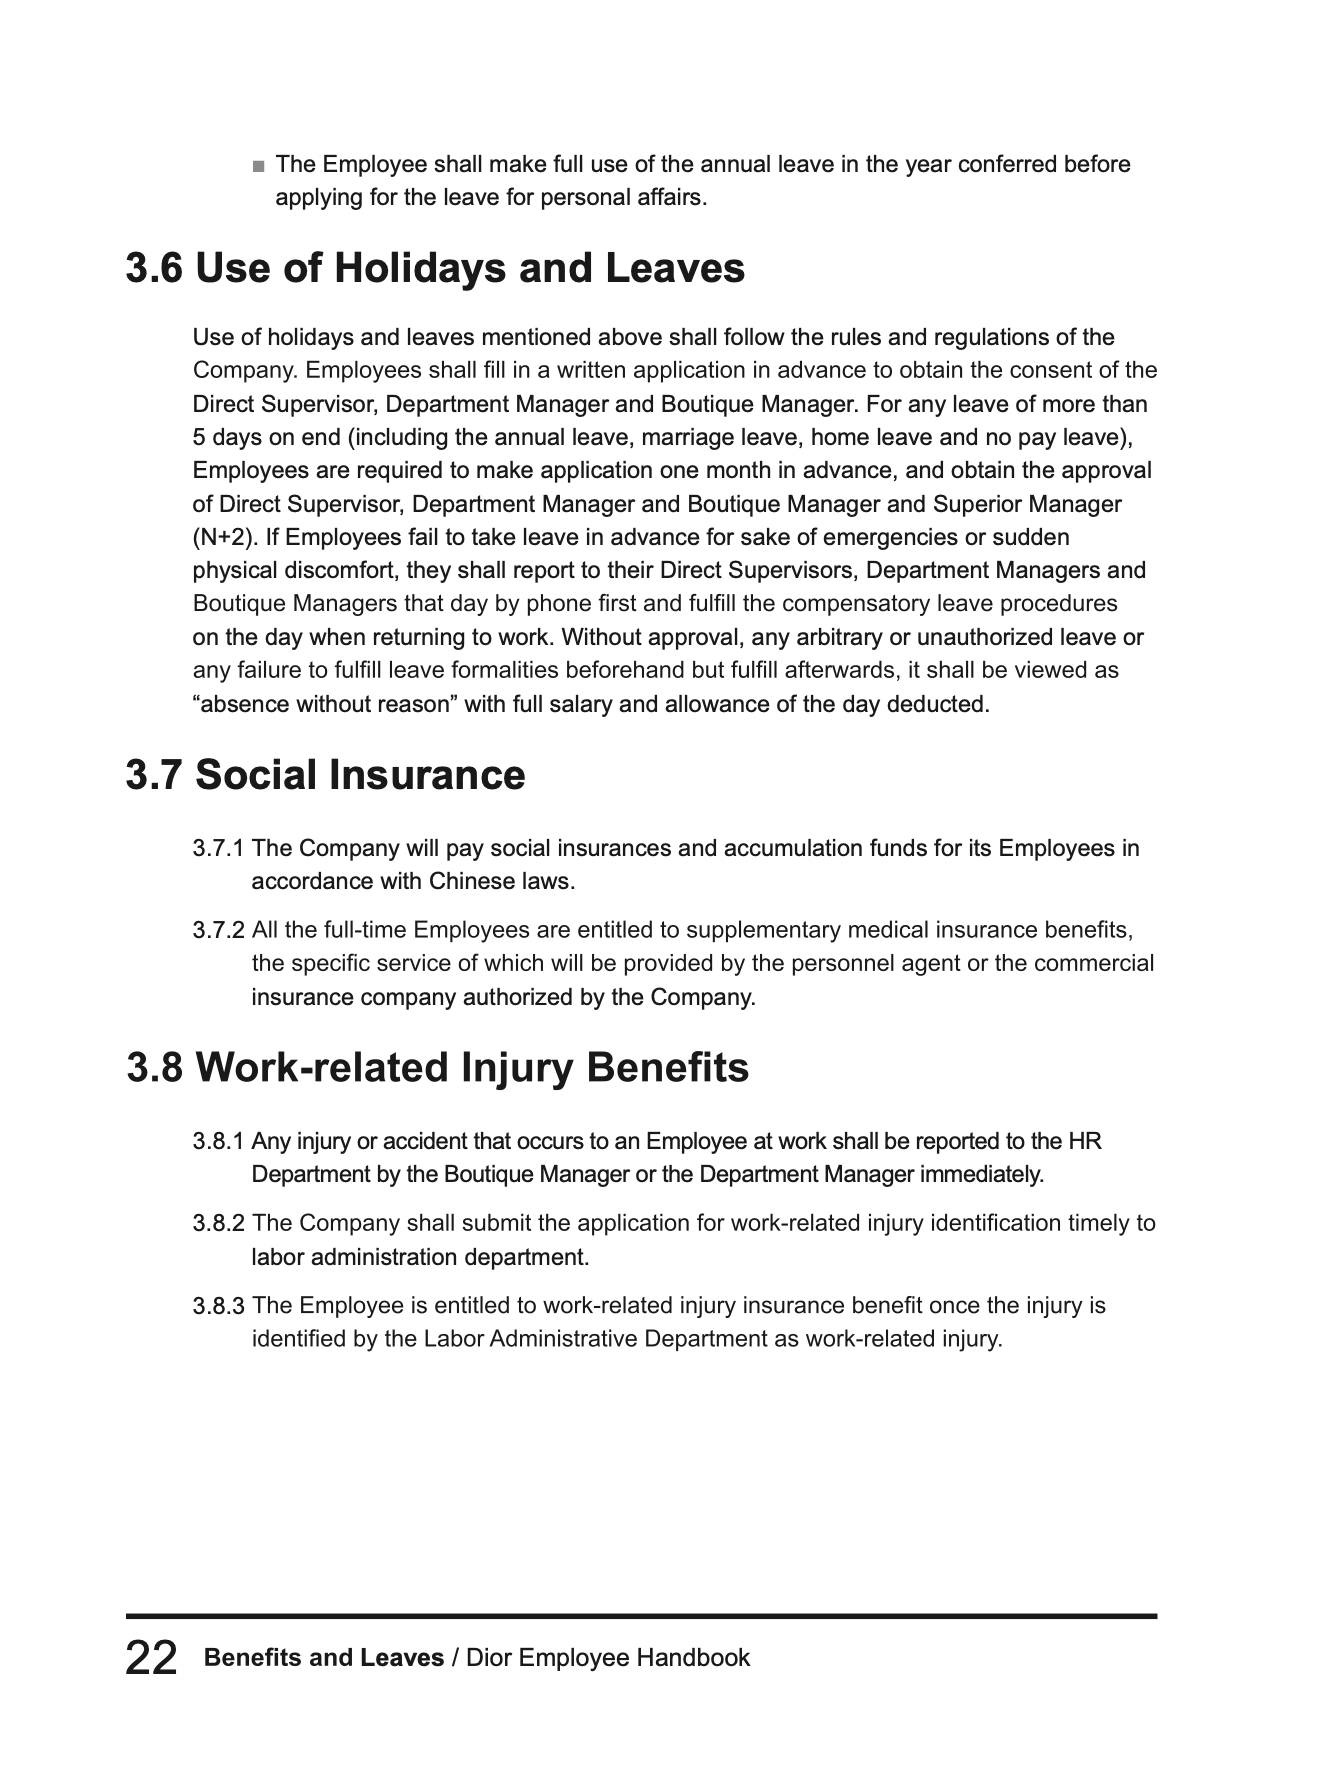 ■ The Employee shall make full use of the annual leave in the year conferred before
applying for the leave for personal affairs.
3.6 Use of Holidays and Leaves
Use of holidays and leaves mentioned above shall follow the rules and regulations of the
Company. Employees shall fill in a written application in advance to obtain the consent of the
Direct Supervisor, Department Manager and Boutique Manager. For any leave of more than
5 days on end (including the annual leave, marriage leave, home leave and no pay leave),
Employees are required to make application one month in advance, and obtain the approval
of Direct Supervisor, Department Manager and Boutique Manager and Superior Manager
(N+2). If Employees fail to take leave in advance for sake of emergencies or sudden
physical discomfort, they shall report to their Direct Supervisors, Department Managers and
Boutique Managers that day by phone first and fulfill the compensatory leave procedures
on the day when returning to work. Without approval, any arbitrary or unauthorized leave or
any failure to fulfill leave formalities beforehand but fulfill afterwards, it shall be viewed as
“absence without reason” with full salary and allowance of the day deducted.
3.7 Social Insurance
3.7.1 The Company will pay social insurances and accumulation funds for its Employees in
accordance with Chinese laws.
3.7.2 All the full-time Employees are entitled to supplementary medical insurance benefits,
the specific service of which will be provided by the personnel agent or the commercial
insurance company authorized by the Company.
3.8 Work-related Injury Benefits
3.8.1 Any injury or accident that occurs to an Employee at work shall be reported to the HR
Department by the Boutique Manager or the Department Manager immediately.
3.8.2 The Company shall submit the application for work-related injury identification timely to
labor administration department.
3.8.3 The Employee is entitled to work-related injury insurance benefit once the injury is
identified by the Labor Administrative Department as work-related injury.
22 Benefits and Leaves / Dior Employee Handbook